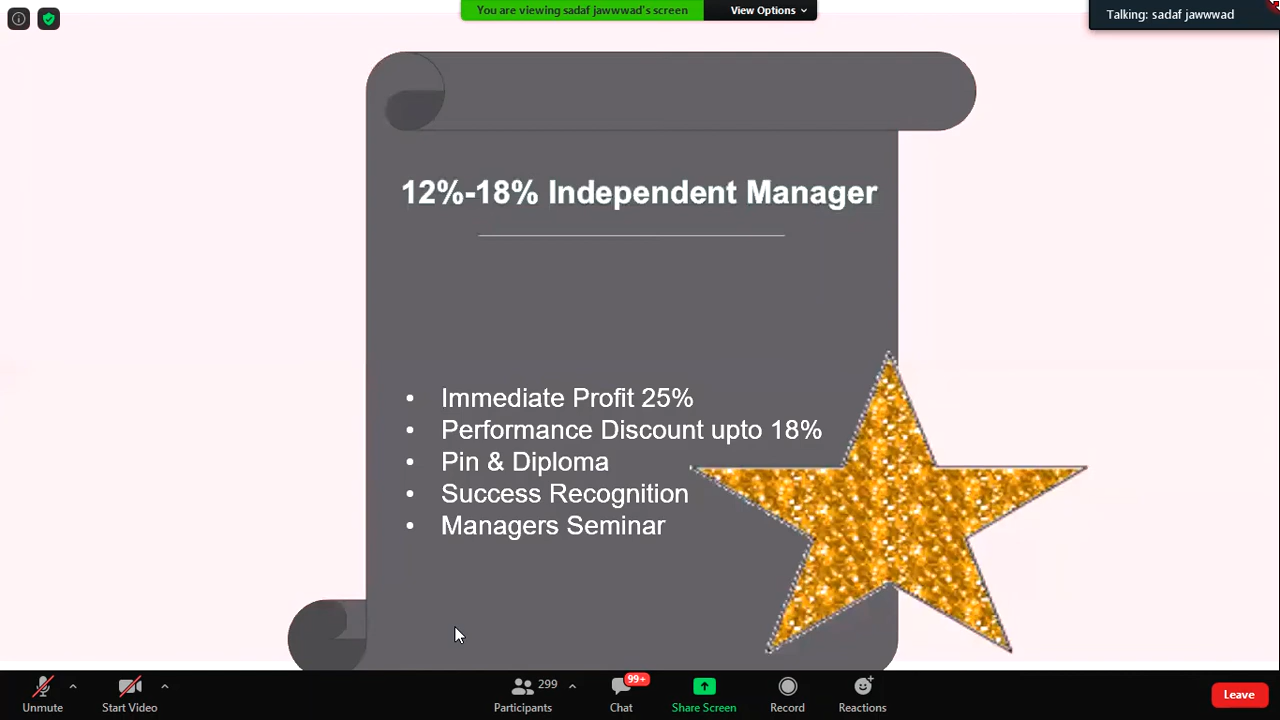 You are viewing sadaf jawwwad's screen
View Options
Talking: sadaf jawwwad
12%-18% Independent Manager
• Immediate Profit 25%
• Performance Discount upto 18%
• Pin & Diploma
• Success Recognition
• Managers Seminar
Unmute
Start Video
299
Participants
99+
Chat
Share Screen
Record
Reactions
Leave